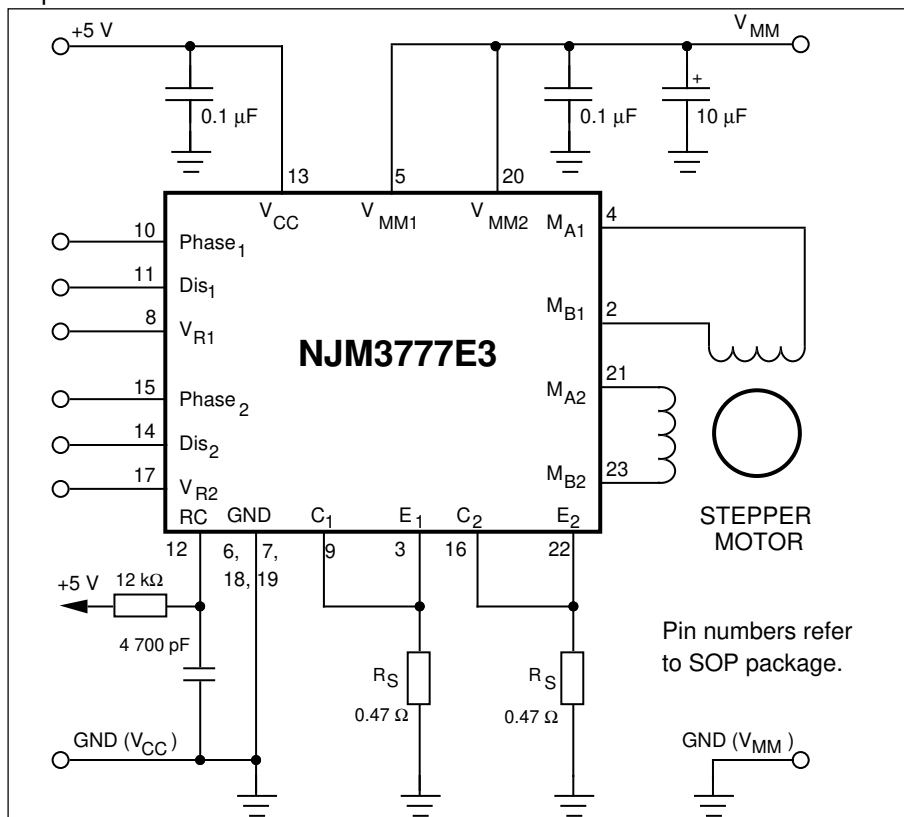 +5 V
V MM
0.1 µF
0.1 µF
+
10 µF
13
5
20
V CC
V MM1
V MM2
M A1
4
10
Phase 1
11
Dis 1
M B1
2
8
V R1
NJM3777E3
15
Phase 2
M A2
21
14
Dis 2
17
V R2
M B2
23
RC
GND
C 1
E 1
C 2
E 2
STEPPER
MOTOR
12
6,
7,
9
3
16
22
18, 19
+5 V
12 kΩ
4 700 pF
Pin numbers refer
to SOP package.
R S
0.47 Ω
R S
0.47 Ω
GND (V CC )
GND (V MM )